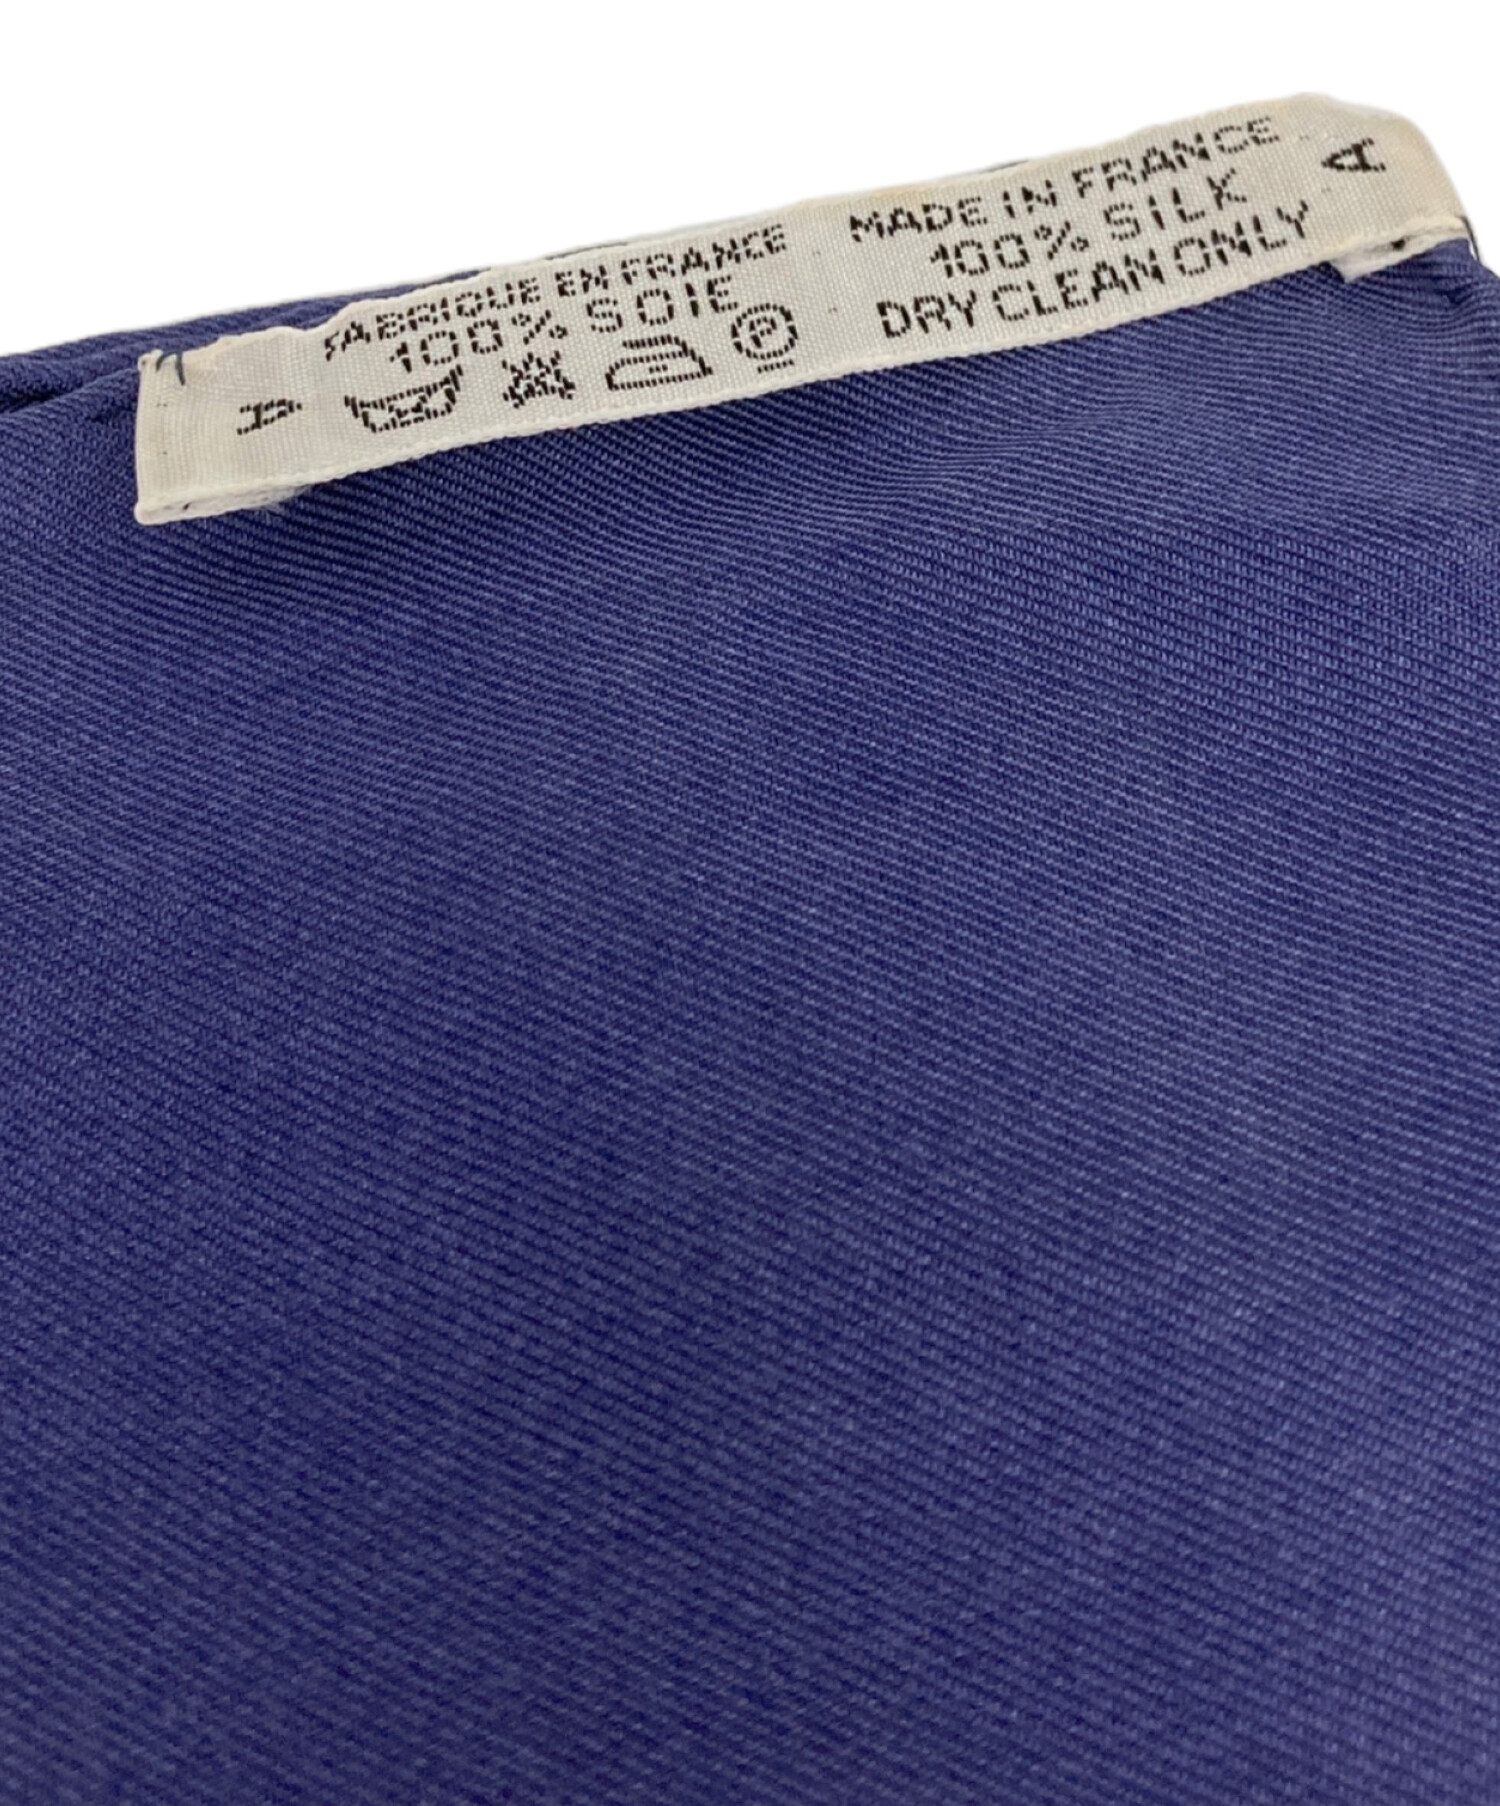 A
FABRIQUE EN FRANCE
100% SOIE
P
MADE IN FRANCE
100% SILK
DRY CLEAN ONLY
A